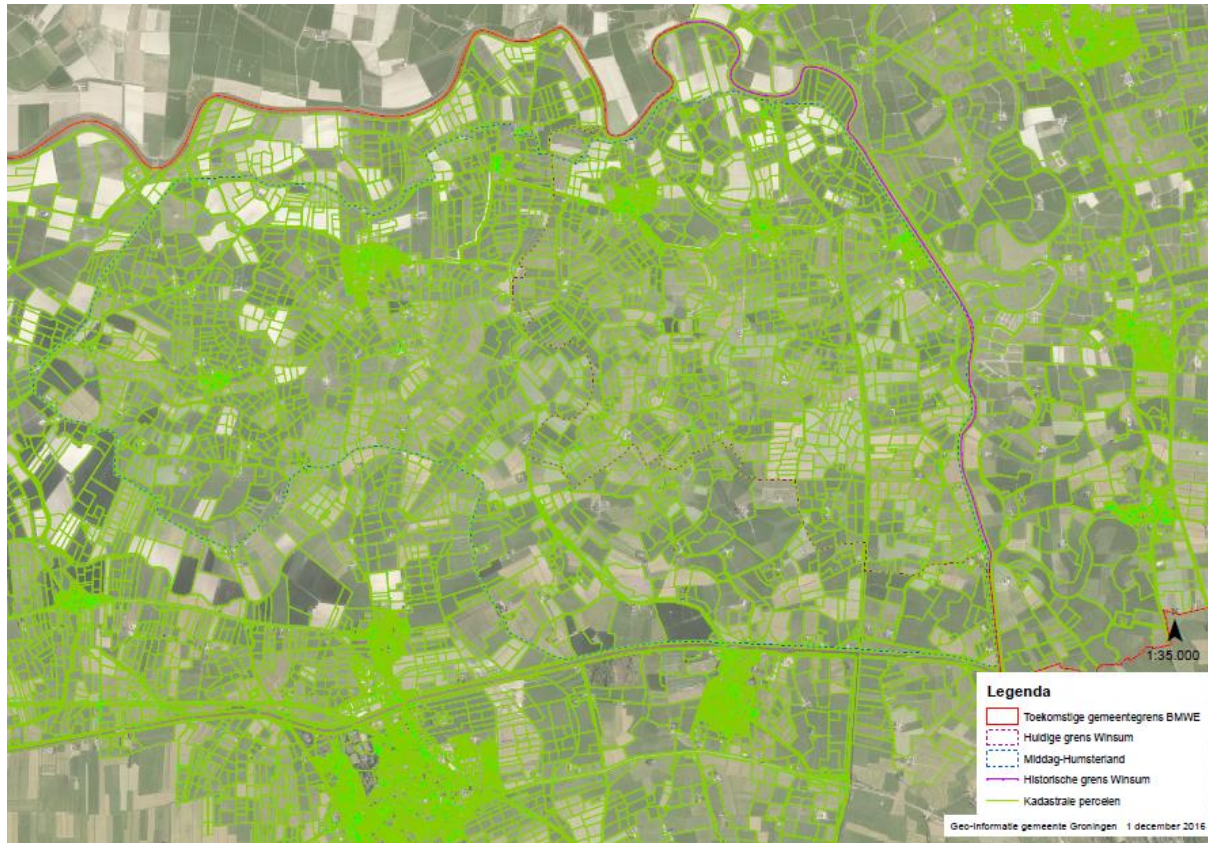 1:35.000
Legenda
Toekomstige gemeentegrens BMWE
Huidige grens Winsum
Middag-Humsterland
Historische grens Winsum
Kadastrale percelen
Geo-Informatie gemeente Groningen 1 december 2016